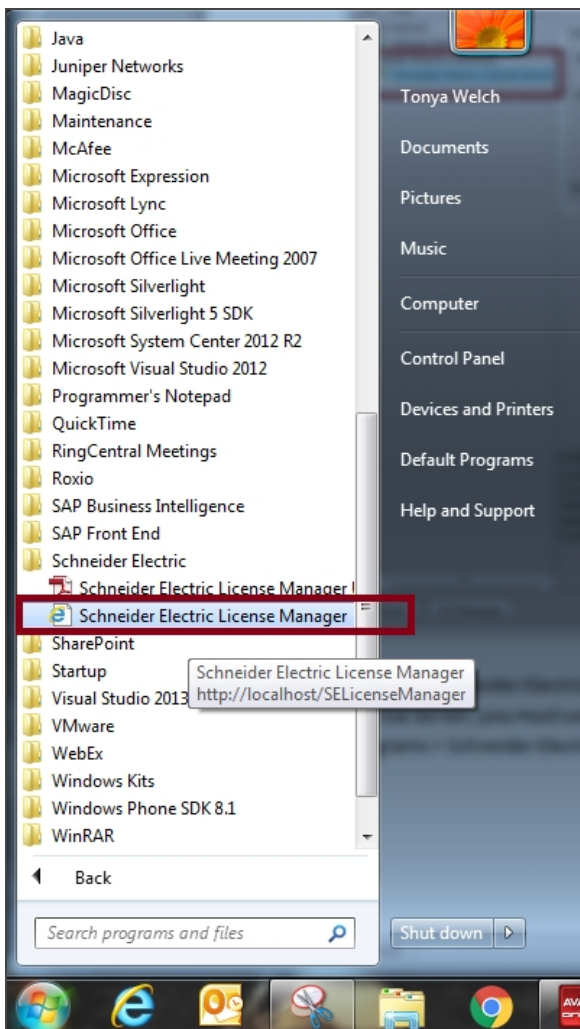 Java
Juniper Networks
MagicDisc
Maintenance
McAfee
Microsoft Expression
Microsoft Lync
Microsoft Office
Microsoft Office Live Meeting 2007
Microsoft Silverlight
Microsoft Silverlight 5 SDK
Microsoft System Center 2012 R2
Microsoft Visual Studio 2012
Programmer's Notepad
QuickTime
RingCentral Meetings
Roxio
SAP Business Intelligence
SAP Front End
Schneider Electric
Schneider Electric License Manager
Schneider Electric License Manager
SharePoint
Startup
Visual Studio 2013
VMware
WebEx
Windows Kits
Windows Phone SDK 8.1
WinRAR
Back
Search programs and files
Schneider Electric License Manager
http://localhost/SELicenseManager
Tonya Welch
Documents
Pictures
Music
Computer
Control Panel
Devices and Printers
Default Programs
Help and Support
Shut down